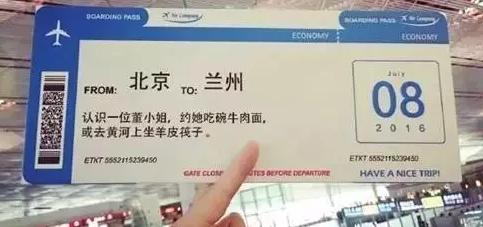 BOARDING PASS Air Company
BOARDING PASS Air Company
ECONOMY
ECONOMY
FROM: 北京 TO: 兰州
认识一位董小姐，约她吃碗牛肉面，
或去黄河上坐羊皮筏子。
July
08
2016
ETKT 5552115239450
ETKT 5552115239450
GATE CLOS NUTES BEFORE DEPARTURE
HAVE A NICE TRIP!